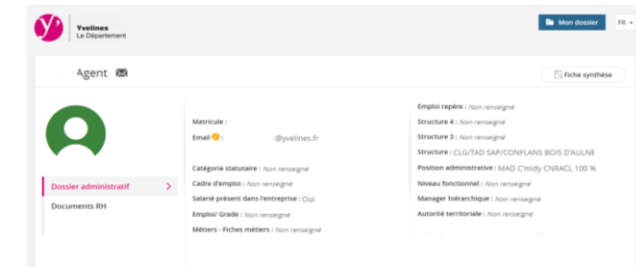 Yvelines
Le Département
Mon dossier
FR
Agent
Fiche synthèse
Dossier administratif
Documents RH
Matricule :
Email : @yvelines.fr
Catégorie statutaire : Non renseigné
Cadre d'emploi : Non renseigné
Salarié présent dans l'entreprise : Oui
Emploi/ Grade : Non renseigné
Métiers - Fiches métiers : Non renseigné
Emploi repère : Non renseigné
Structure 4 : Non renseigné
Structure 3 : Non renseigné
Structure : CLG/TAD SAP/CONFLANS BOIS D'AULNE
Position administrative : MAD C'midy CNRACL 100 %
Niveau fonctionnel : Non renseigné
Manager hiérarchique : Non renseigné
Autorité territoriale : Non renseigné